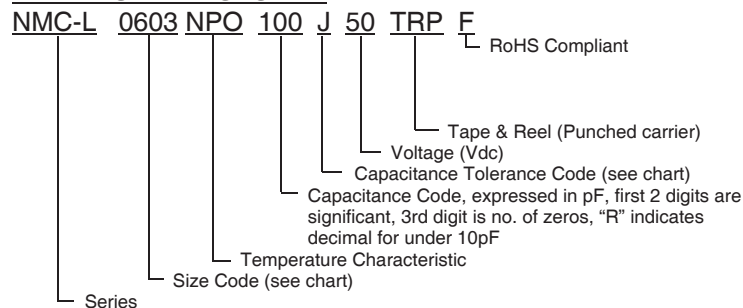 NMC-L 0603 NPO 100 J 50 TRP F
RoHS Compliant
Tape & Reel (Punched carrier)
Voltage (Vdc)
Capacitance Tolerance Code (see chart)
Capacitance Code, expressed in pF, first 2 digits are
significant, 3rd digit is no. of zeros, “R” indicates
decimal for under 10pF
Temperature Characteristic
Size Code (see chart)
Series